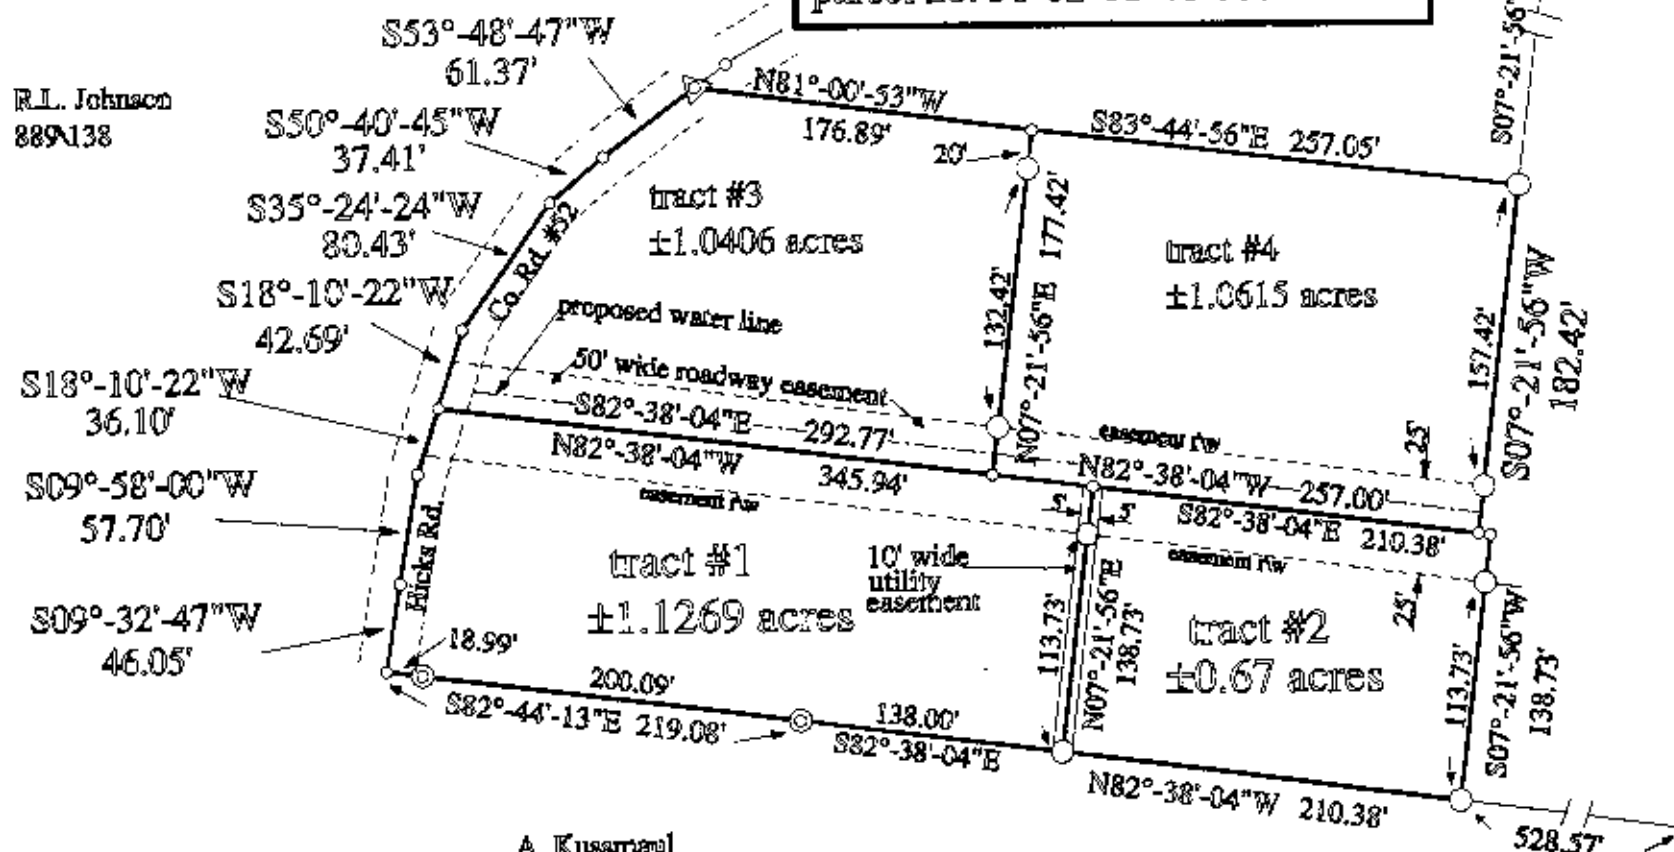 S53°-48'-47"W
61.37'
R.L. Johnson
889\138
S50°-40'-45"W
37.41'
S35°-24'-24"W
80.43'
S18°-10'-22"W
42.69'
S18°-10'-22"W
36.10'
S09°-58'-00"W
57.70'
S09°-32'-47"W
46.05'
N81°-00'-53"W
176.89'
S83°-44'-56"E 257.05'
20'
S07°-21'-56"
tract #3
±1.0406 acres
Co. Rd. #52
proposed water line
50' wide roadway easement
132.42'
N07°-21'-56"E 177.42'
tract #4
±1.0615 acres
157.42'
S07°-21'-56"W
182.42'
S82°-38'-04"E 292.77'
N82°-38'-04"W 345.94'
easement r\w
25'
N82°-38'-04"W 257.00'
S82°-38'-04"E 210.38'
easement r\w
easement r\w
5'
5'
10' wide
utility
easement
Hicks Rd.
tract #1
±1.1269 acres
113.73'
N07°-21'-56"E
138.73'
25'
tract #2
±0.67 acres
113.73'
S07°-21'-56"W
138.73'
18.99'
200.09'
S82°-44'-13"E 219.08'
138.00'
S82°-38'-04"E
N82°-38'-04"W 210.38'
528.57'
A. Kussmaul